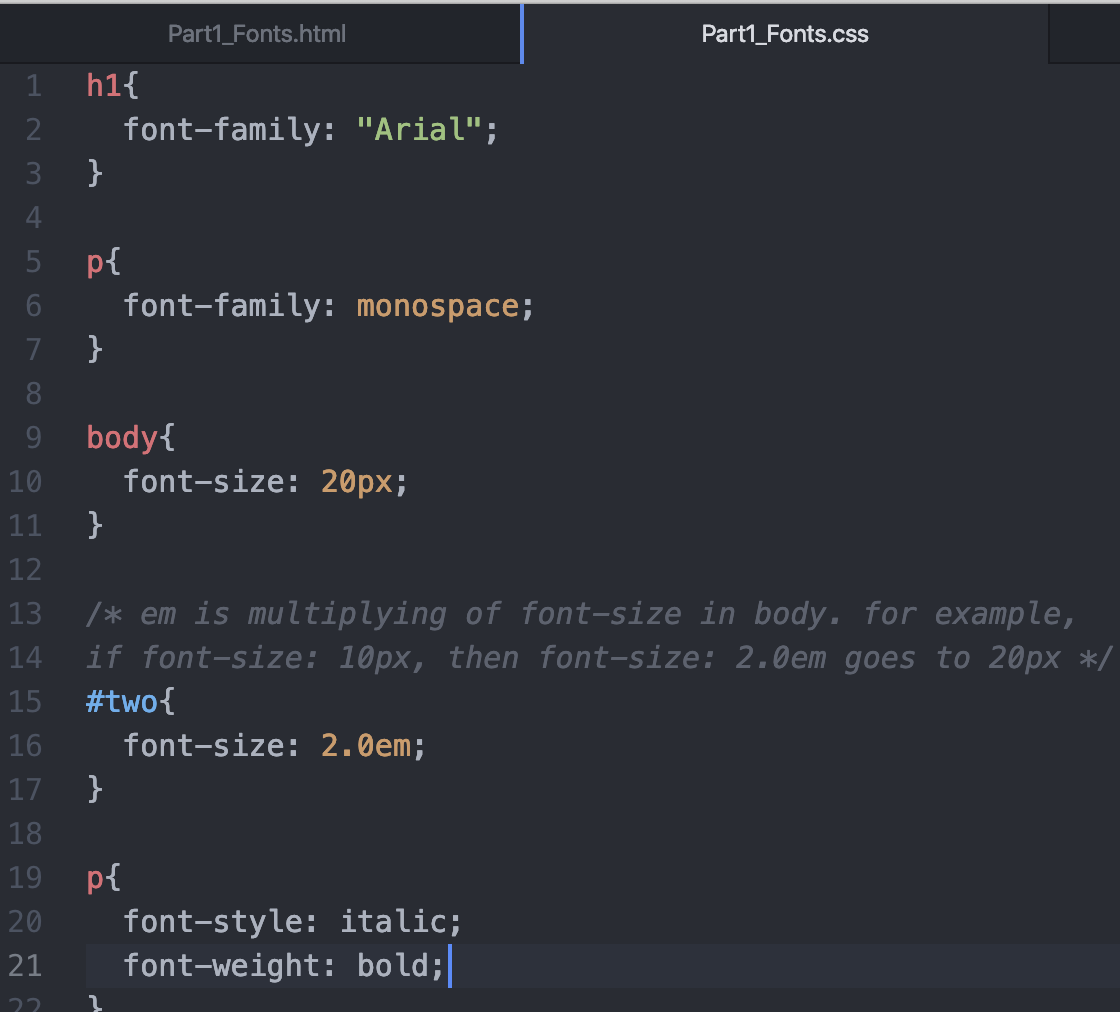 Part1_Fonts.html
Part1_Fonts.css
1 h1{
2   font-family: "Arial";
3 }
4
5 p{
6   font-family: monospace;
7 }
8
9 body{
10   font-size: 20px;
11 }
12
13 /* em is multiplying of font-size in body. for example,
14 if font-size: 10px, then font-size: 2.0em goes to 20px */
15 #two{
16   font-size: 2.0em;
17 }
18
19 p{
20   font-style: italic;
21   font-weight: bold;
22 }